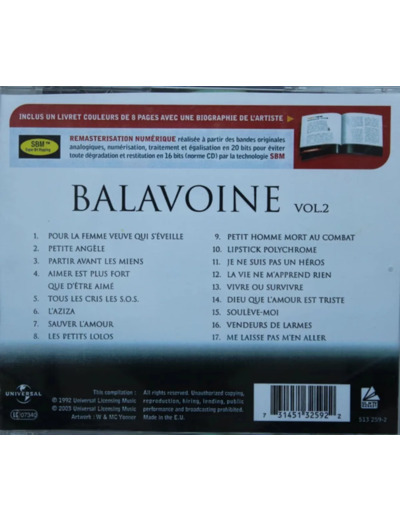 INCLUS UN LIVRET COULEURS DE 8 PAGES AVEC UNE BIOGRAPHIE DE L'ARTISTE
REMASTERISATION NUMÉRIQUE réalisée à partir des bandes originales
analogiques, numérisation, traitement et égalisation en 20 bits pour éviter
toute dégradation et restitution en 16 bits (norme CD) par la technologie SBM
SBM™
BALAVOINE VOL.2
1. POUR LA FEMME VEUVE QUI S'ÉVEILLE
2. PETITE ANGÈLE
3. PARTIR AVANT LES MIENS
4. AIMER EST PLUS FORT
QUE D'ÊTRE AIMÉ
5. TOUS LES CRIS LES S.O.S.
6. L'AZIZA
7. SAUVER L'AMOUR
8. LES PETITS LOLOS
9. PETIT HOMME MORT AU COMBAT
10. LIPSTICK POLYCHROME
11. JE NE SUIS PAS UN HÉROS
12. LA VIE NE M'APPREND RIEN
13. VIVRE OU SURVIVRE
14. DIEU QUE L'AMOUR EST TRISTE
15. SOULÈVE-MOI
16. VENDEURS DE LARMES
17. ME LAISSE PAS M'EN ALLER
UNIVERSAL
LC 07340
This compilation :
℗ 1992 Universal Licensing Music
© 2003 Universal Licensing Music
Artwork : W & MC Yomer
All rights reserved. Unauthorized copying,
reproduction, hiring, lending, public
performance and broadcasting prohibited.
Made in the E.U.
7 31451 32592 2
513 259-2